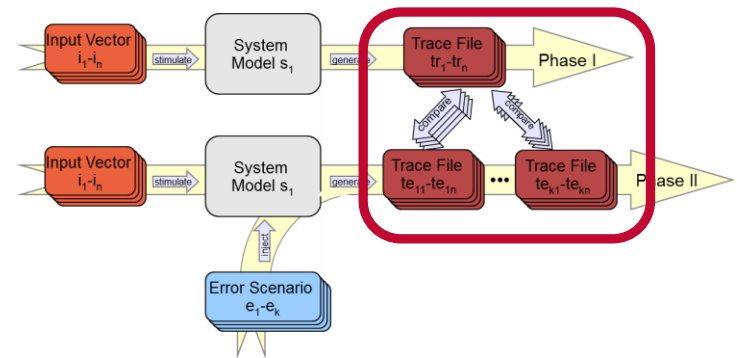 Input Vector
i₁-iₙ
stimulate
System
Model s₁
generate
Trace File
tr₁-trₙ
Phase I
compare
compare
Input Vector
i₁-iₙ
stimulate
System
Model s₁
generate
Trace File
te₁₁-te₁ₙ
•••
Trace File
teₖ₁-teₖₙ
Phase II
inject
Error Scenario
e₁-eₖ